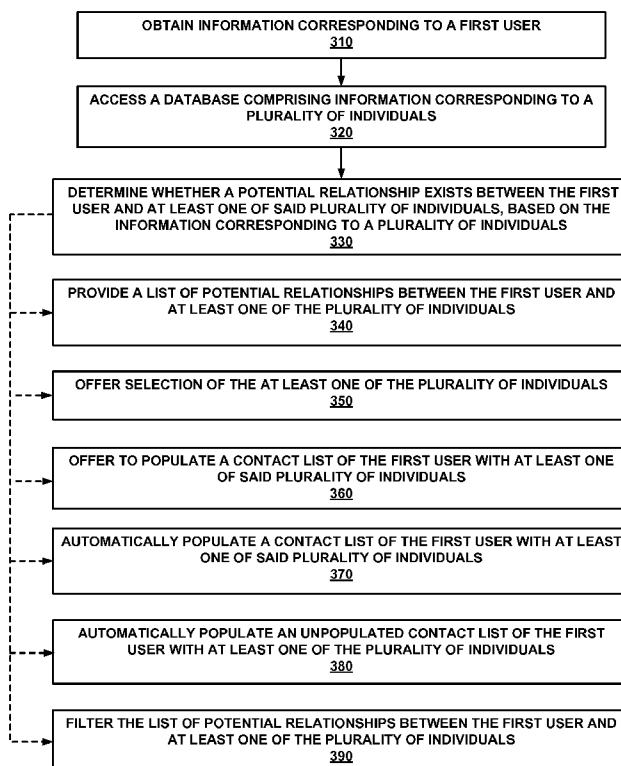 OBTAIN INFORMATION CORRESPONDING TO A FIRST USER
310
ACCESS A DATABASE COMPRISING INFORMATION CORRESPONDING TO A
PLURALITY OF INDIVIDUALS
320
DETERMINE WHETHER A POTENTIAL RELATIONSHIP EXISTS BETWEEN THE FIRST
USER AND AT LEAST ONE OF SAID PLURALITY OF INDIVIDUALS, BASED ON THE
INFORMATION CORRESPONDING TO A PLURALITY OF INDIVIDUALS
330
PROVIDE A LIST OF POTENTIAL RELATIONSHIPS BETWEEN THE FIRST USER AND
AT LEAST ONE OF THE PLURALITY OF INDIVIDUALS
340
OFFER SELECTION OF THE AT LEAST ONE OF THE PLURALITY OF INDIVIDUALS
350
OFFER TO POPULATE A CONTACT LIST OF THE FIRST USER WITH AT LEAST ONE
OF SAID PLURALITY OF INDIVIDUALS
360
AUTOMATICALLY POPULATE A CONTACT LIST OF THE FIRST USER WITH AT LEAST
ONE OF SAID PLURALITY OF INDIVIDUALS
370
AUTOMATICALLY POPULATE AN UNPOPULATED CONTACT LIST OF THE FIRST
USER WITH AT LEAST ONE OF THE PLURALITY OF INDIVIDUALS
380
FILTER THE LIST OF POTENTIAL RELATIONSHIPS BETWEEN THE FIRST USER AND
AT LEAST ONE OF THE PLURALITY OF INDIVIDUALS
390